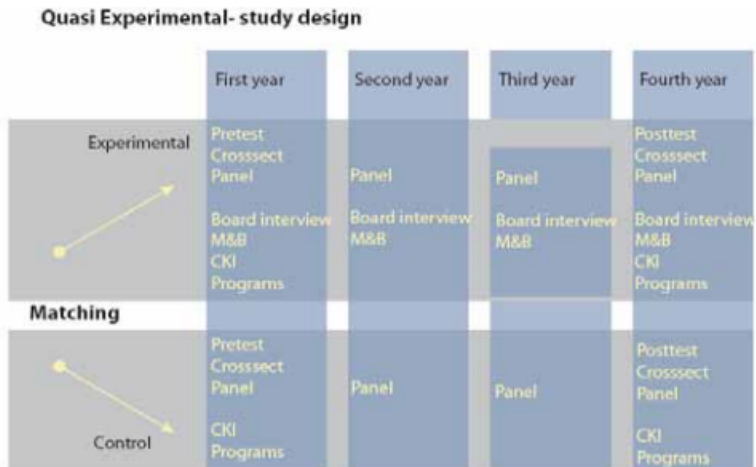 Quasi Experimental- study design
First year
Second year
Third year
Fourth year
Experimental
Pretest
Crosssect
Panel
Board interview
M&B
CKI
Programs
Panel
Board interview
M&B
Panel
Board interview
M&B
Posttest
Crosssect
Panel
Board interview
M&B
CKI
Programs
Matching
Control
Pretest
Crosssect
Panel
CKI
Programs
Panel
Panel
Posttest
Crosssect
Panel
CKI
Programs